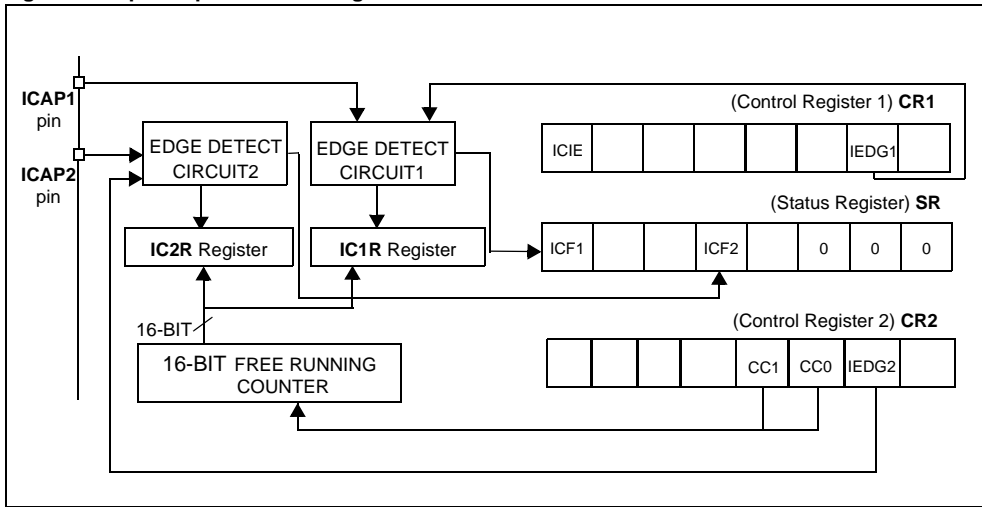 ICAP1
pin
ICAP2
pin
EDGE DETECT
CIRCUIT2
EDGE DETECT
CIRCUIT1
IC2R Register
IC1R Register
16-BIT
16-BIT FREE RUNNING
COUNTER
(Control Register 1) CR1
ICIE IEDG1
(Status Register) SR
ICF1 ICF2 0 0 0
(Control Register 2) CR2
CC1 CC0 IEDG2